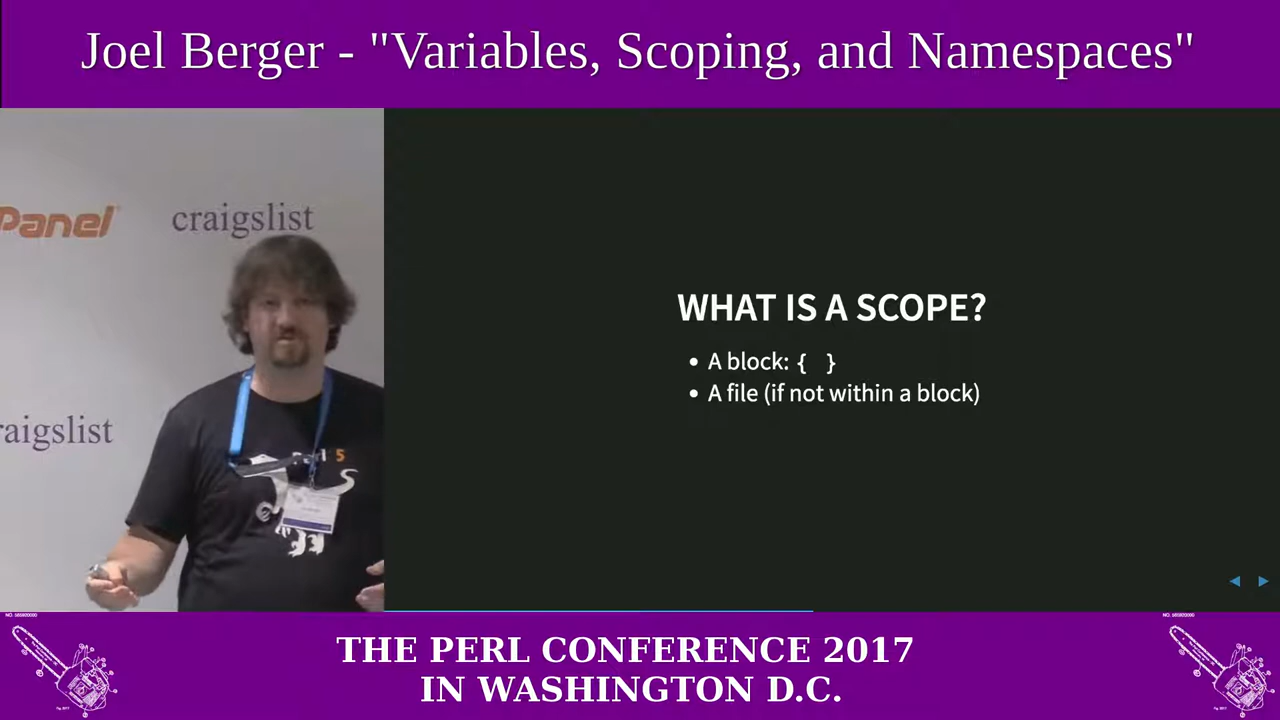 Joel Berger - "Variables, Scoping, and Namespaces"
Panel
craigslist
raigslist
5
WHAT IS A SCOPE?
• A block: { }
• A file (if not within a block)
THE PERL CONFERENCE 2017
IN WASHINGTON D.C.